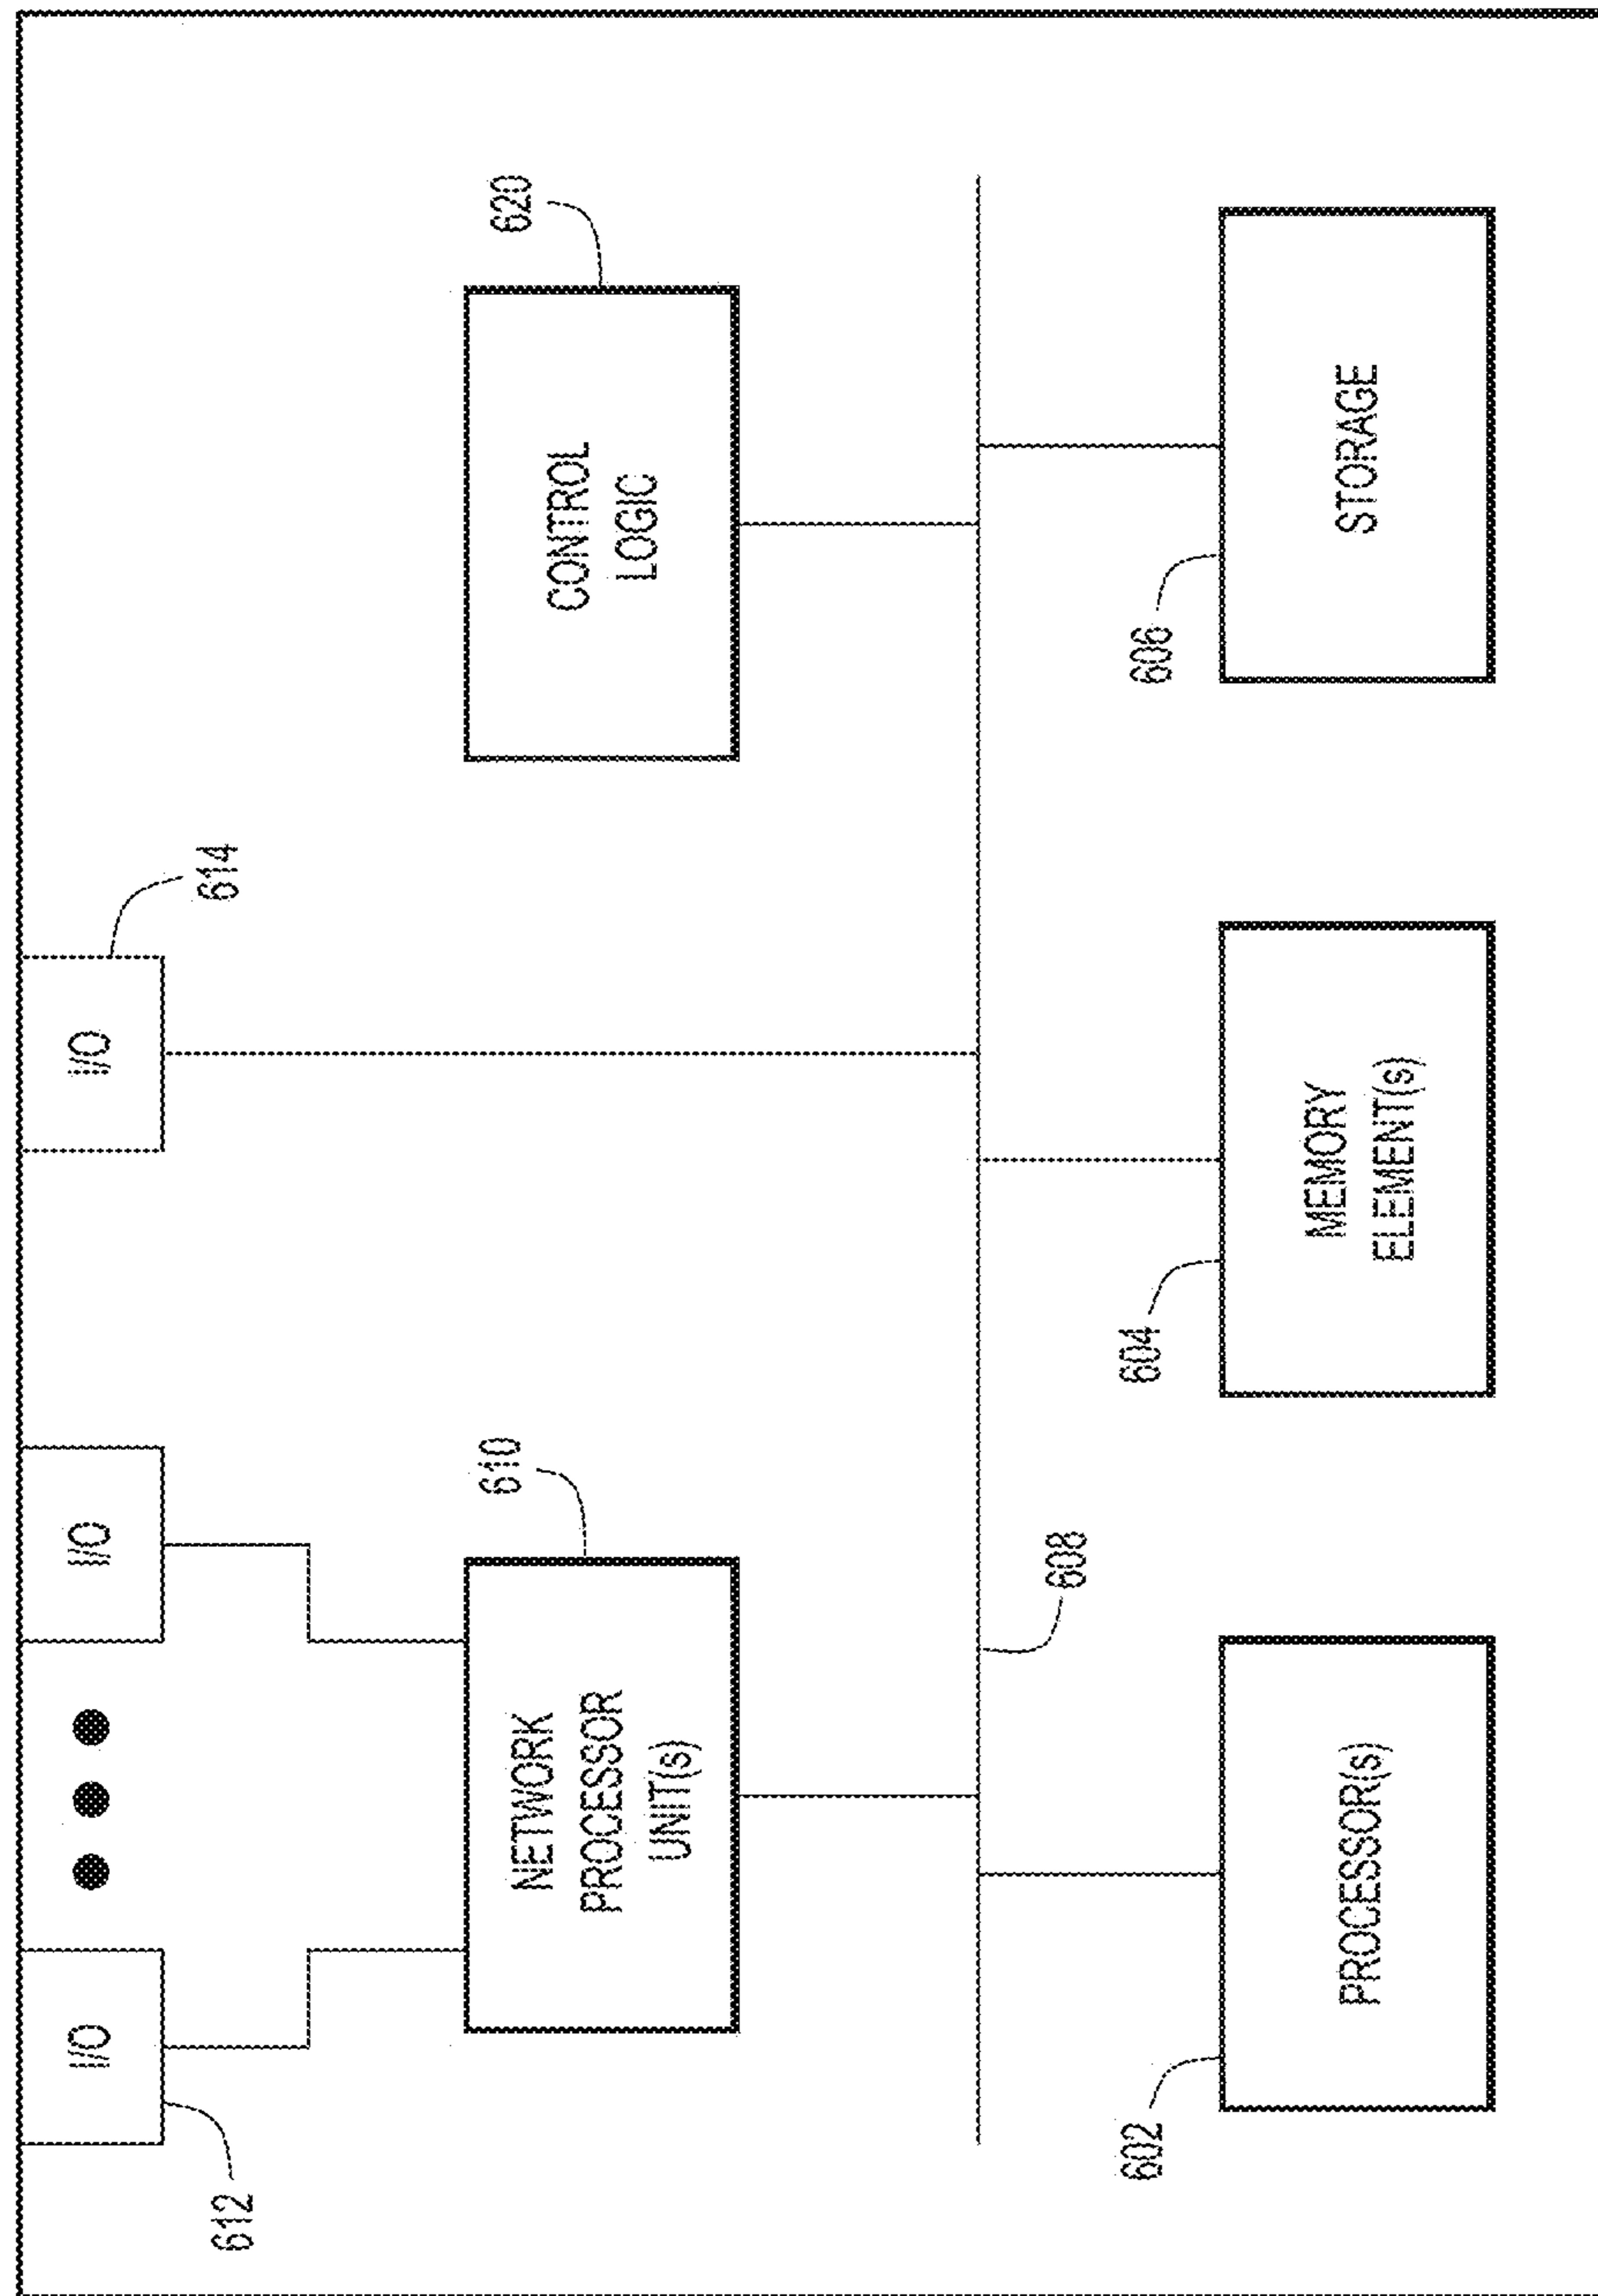 I/O
I/O
I/O
612
614
610
620
NETWORK
PROCESSOR
UNIT(s)
CONTROL
LOGIC
608
602
604
606
PROCESSOR(s)
MEMORY
ELEMENT(s)
STORAGE